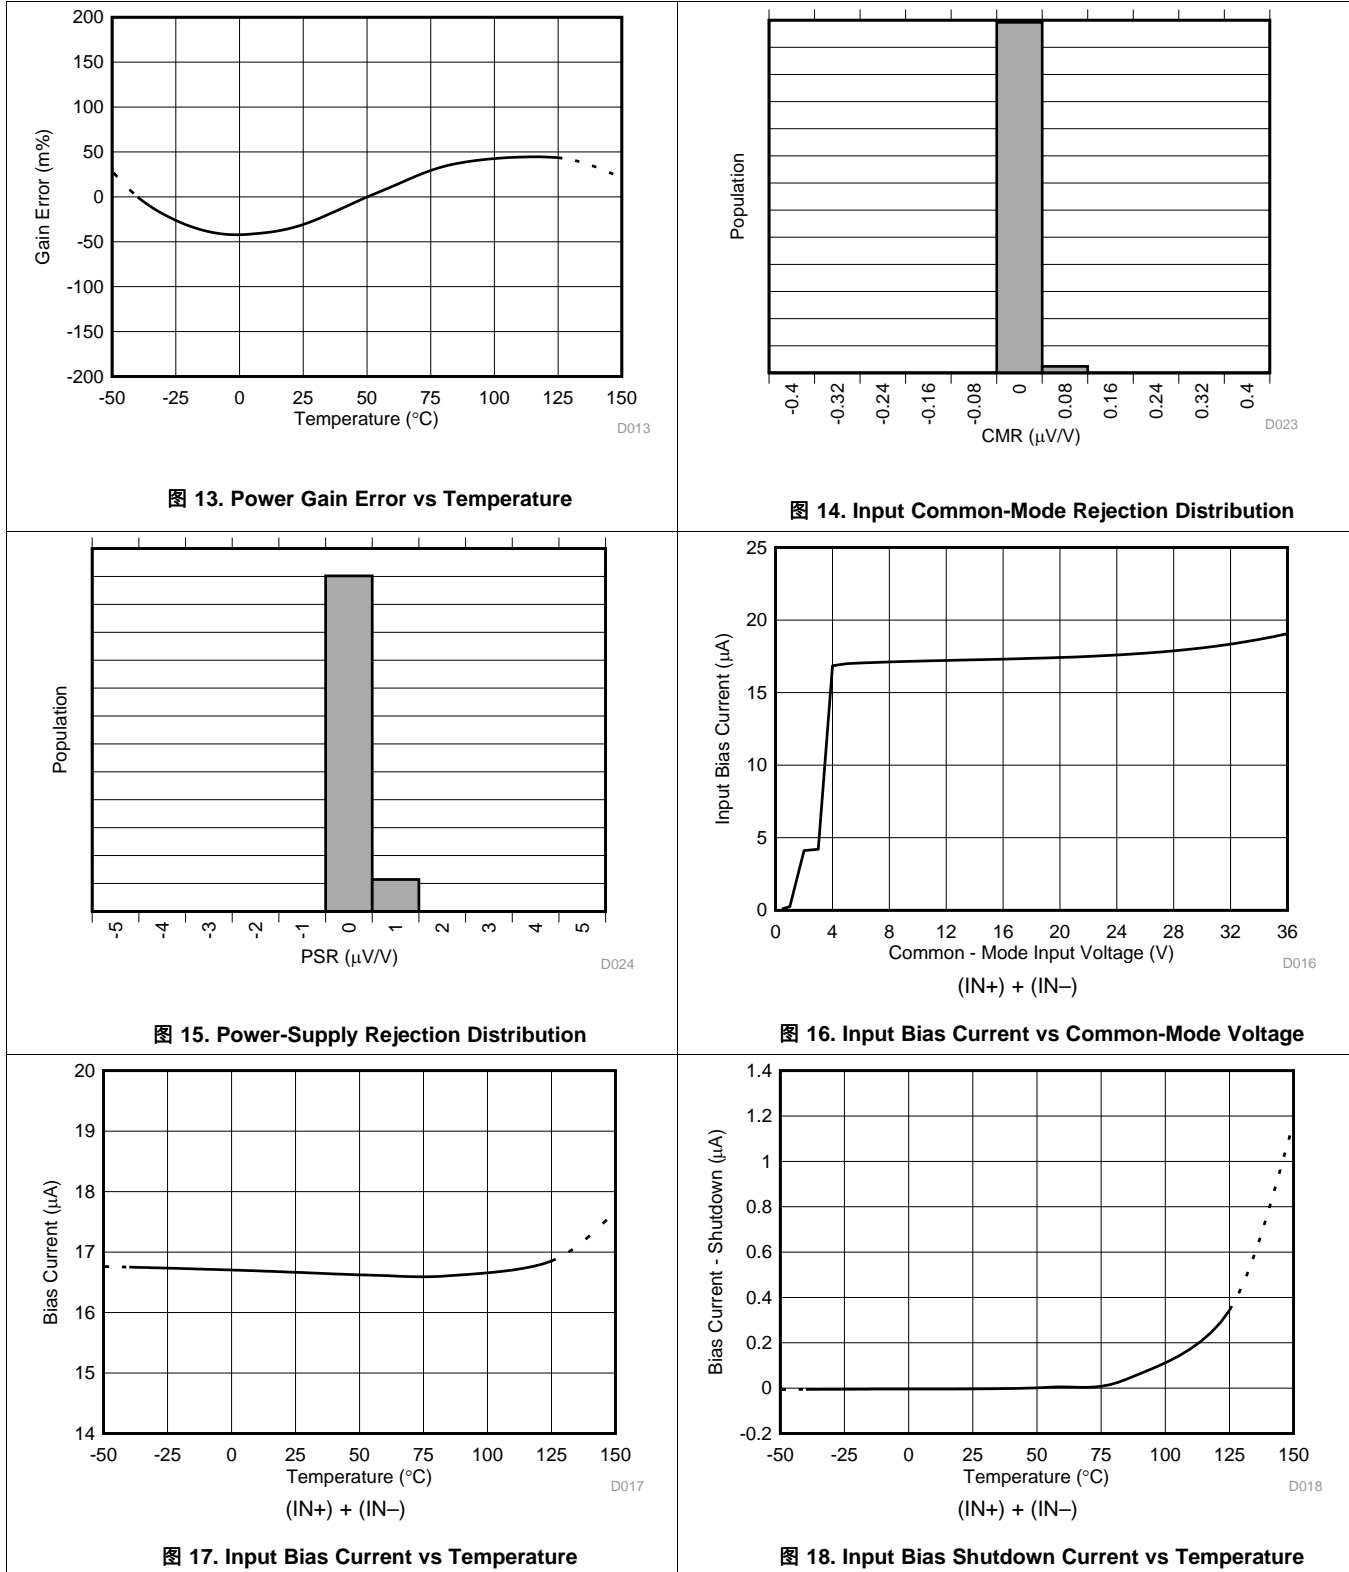 200
150
100
50
0
-50
-100
-150
-200
Gain Error (m%)
-50 -25 0 25 50 75 100 125 150
Temperature (°C)
D013
图 13. Power Gain Error vs Temperature
Population
-0.4 -0.32 -0.24 -0.16 -0.08 0 0.08 0.16 0.24 0.32 0.4
CMR (μV/V)
D023
图 14. Input Common-Mode Rejection Distribution
Population
-5 -4 -3 -2 -1 0 1 2 3 4 5
PSR (μV/V)
D024
图 15. Power-Supply Rejection Distribution
25
20
15
10
5
0
Input Bias Current (μA)
0 4 8 12 16 20 24 28 32 36
Common - Mode Input Voltage (V)
D016
(IN+) + (IN–)
图 16. Input Bias Current vs Common-Mode Voltage
20
19
18
17
16
15
14
Bias Current (μA)
-50 -25 0 25 50 75 100 125 150
Temperature (°C)
D017
(IN+) + (IN–)
图 17. Input Bias Current vs Temperature
1.4
1.2
1
0.8
0.6
0.4
0.2
0
-0.2
Bias Current - Shutdown (μA)
-50 -25 0 25 50 75 100 125 150
Temperature (°C)
D018
(IN+) + (IN–)
图 18. Input Bias Shutdown Current vs Temperature